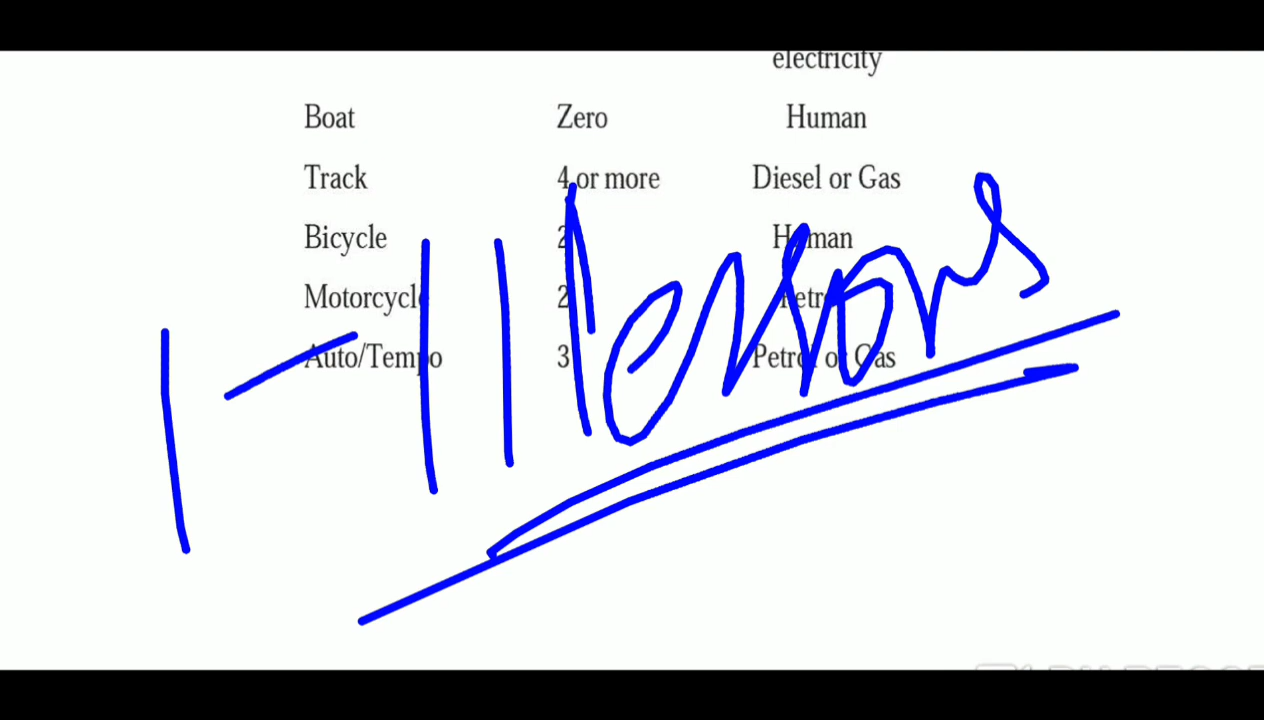 electricity
Boat Zero Human
Track 4 or more Diesel or Gas
Bicycle 2 Human
Motorcycle 2 Petrol
Auto/Tempo 3 Petrol or Gas
1-11